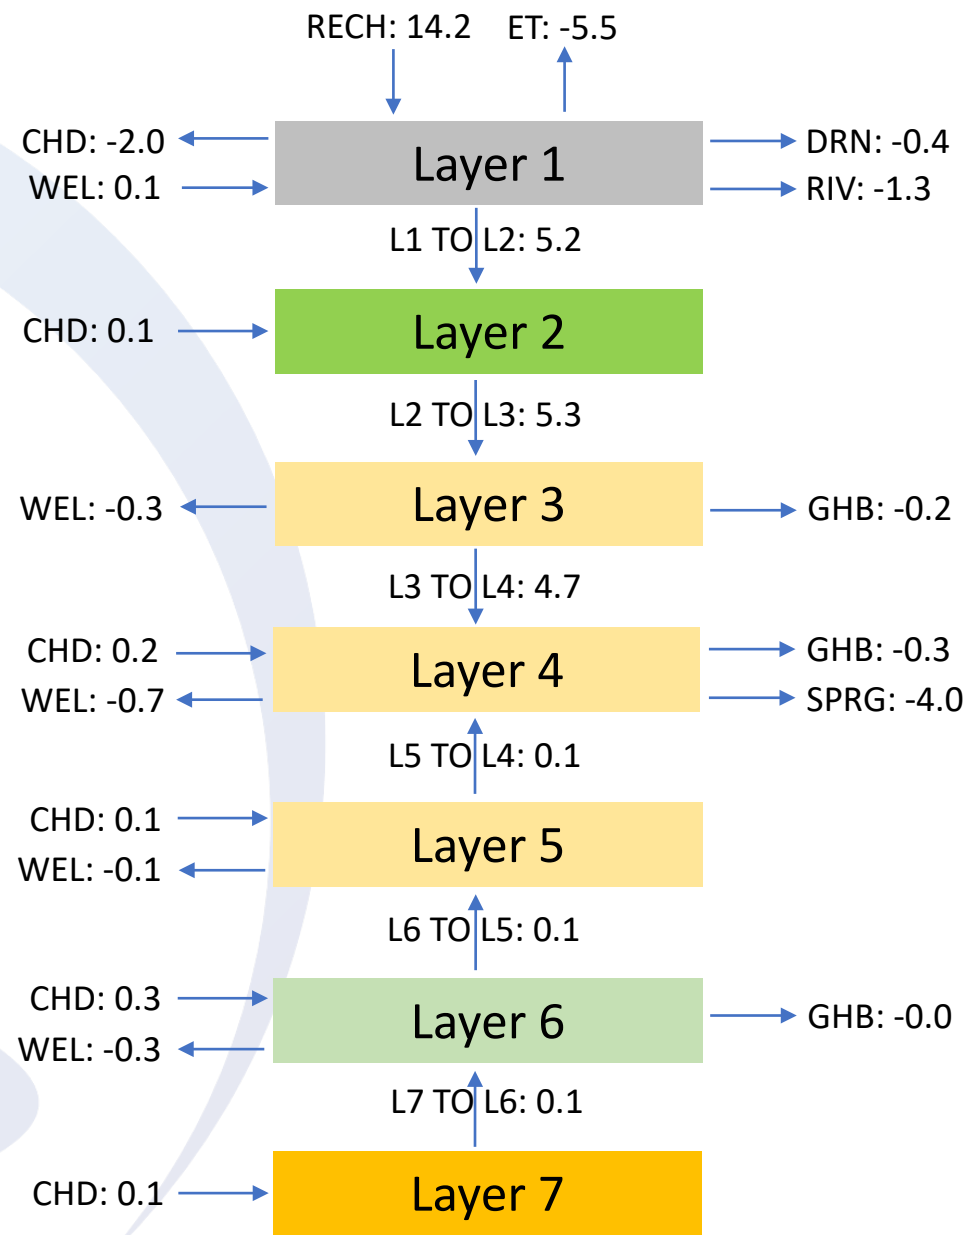 RECH: 14.2 ET: -5.5
CHD: -2.0
WEL: 0.1
Layer 1
DRN: -0.4
RIV: -1.3
L1 TO L2: 5.2
CHD: 0.1
Layer 2
L2 TO L3: 5.3
WEL: -0.3
Layer 3
GHB: -0.2
L3 TO L4: 4.7
CHD: 0.2
WEL: -0.7
Layer 4
GHB: -0.3
SPRG: -4.0
L5 TO L4: 0.1
CHD: 0.1
WEL: -0.1
Layer 5
L6 TO L5: 0.1
CHD: 0.3
WEL: -0.3
Layer 6
GHB: -0.0
L7 TO L6: 0.1
CHD: 0.1
Layer 7